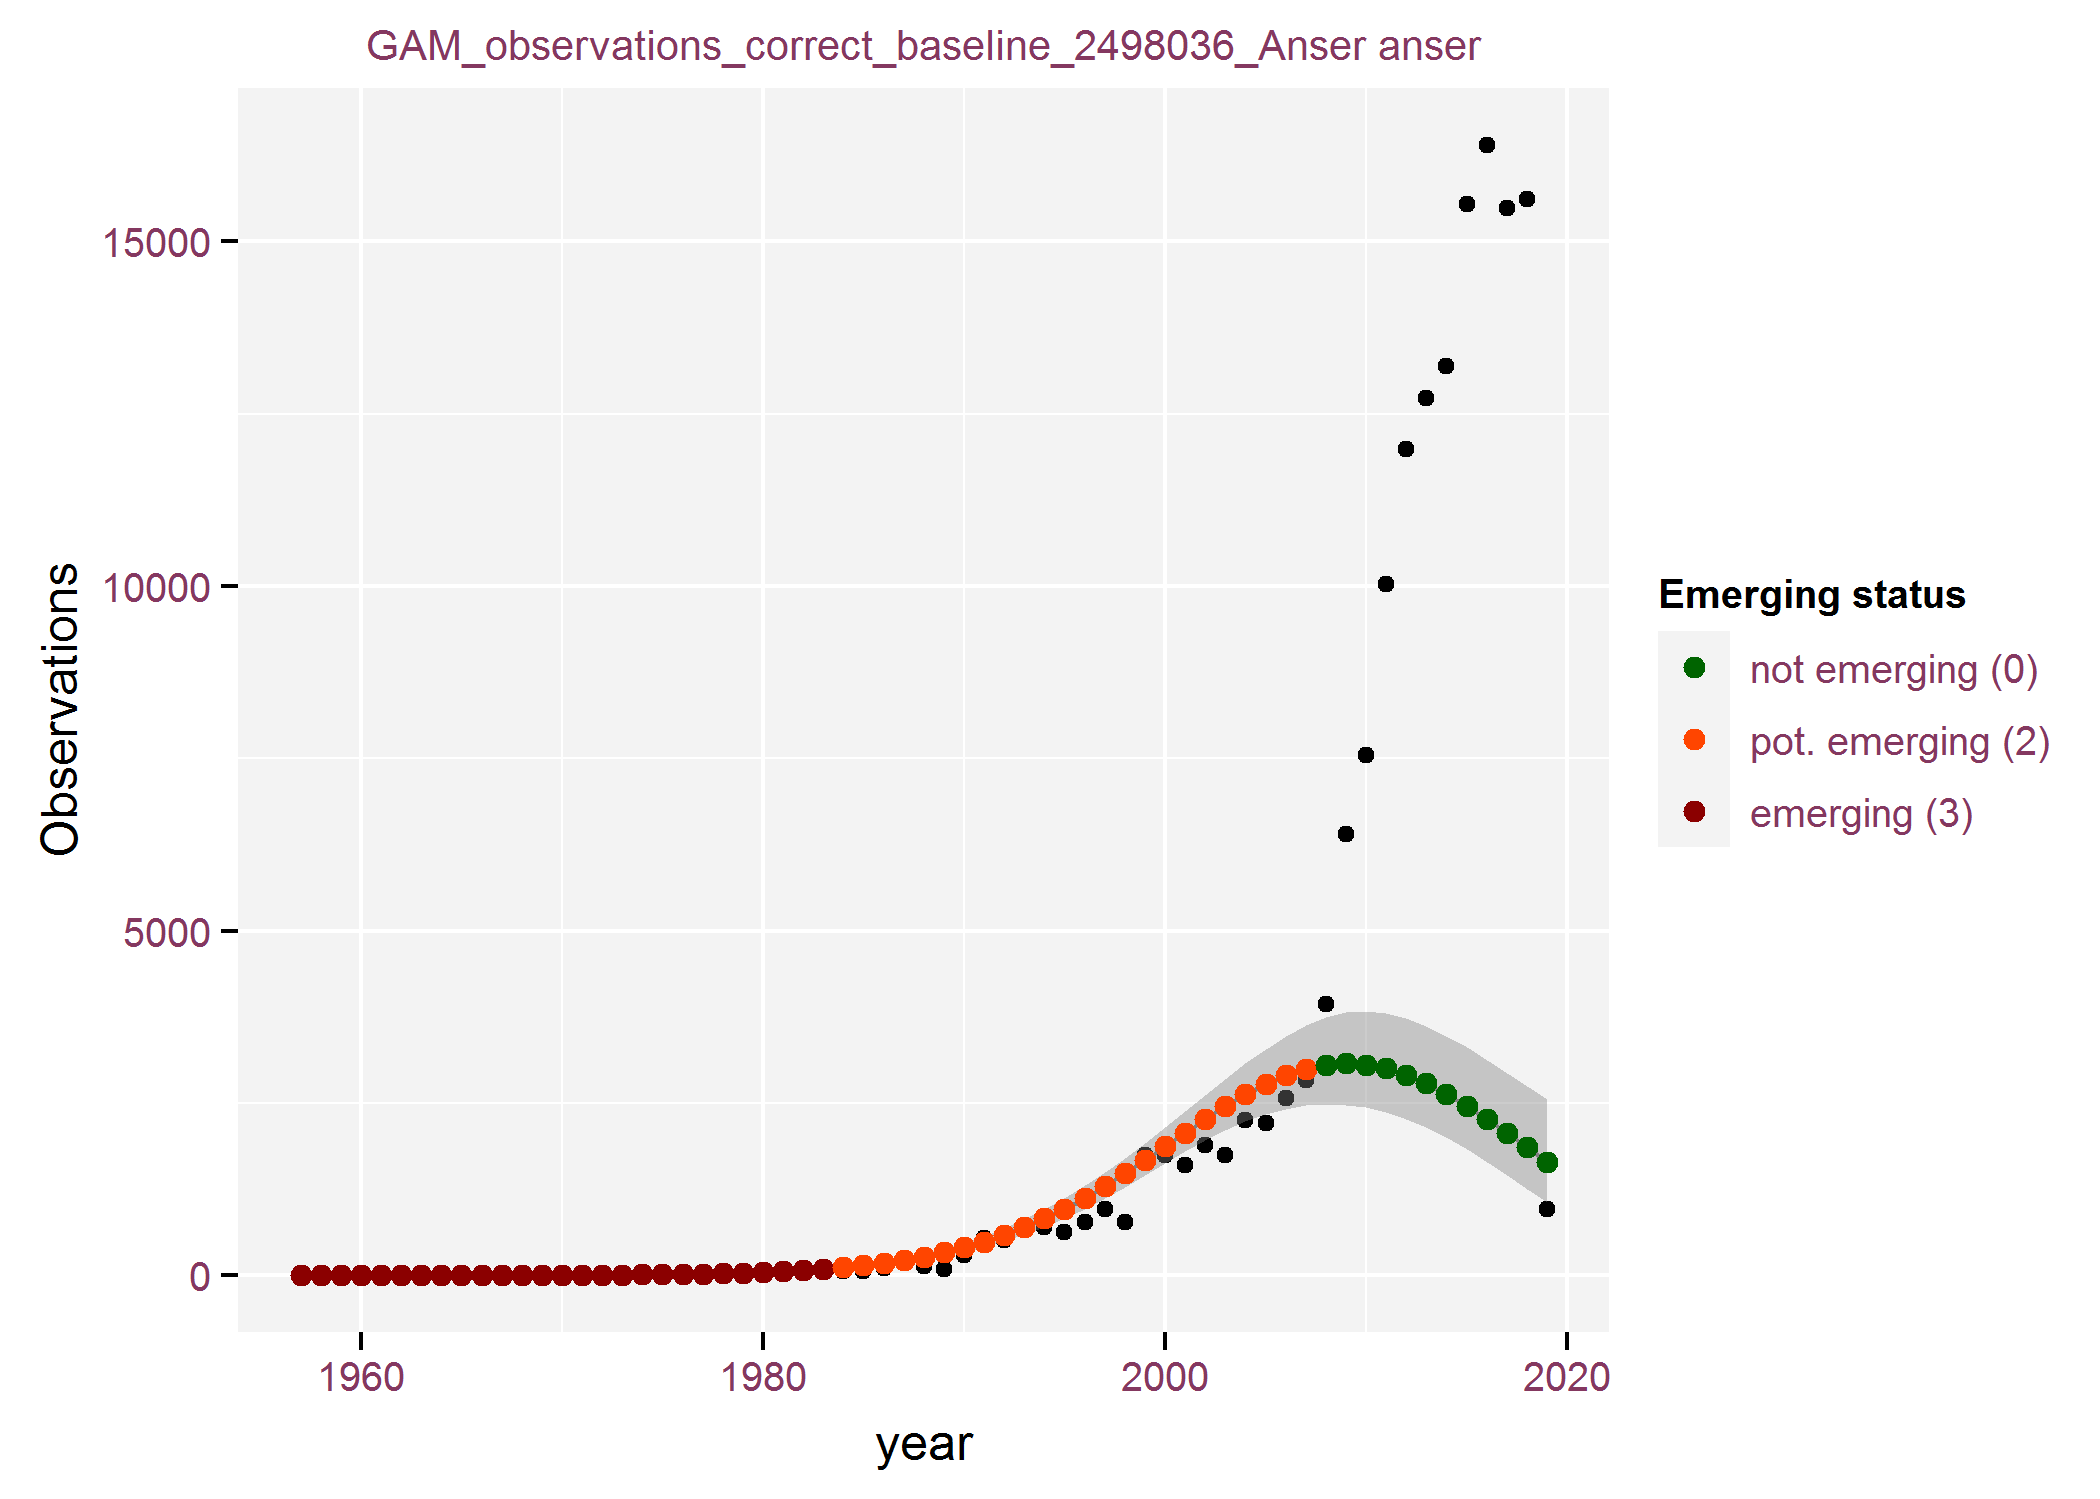 GAM_observations_correct_baseline_2498036_Anser anser
15000
10000
5000
0
Observations
1960
1980
2000
2020
year
Emerging status
not emerging (0)
pot. emerging (2)
emerging (3)